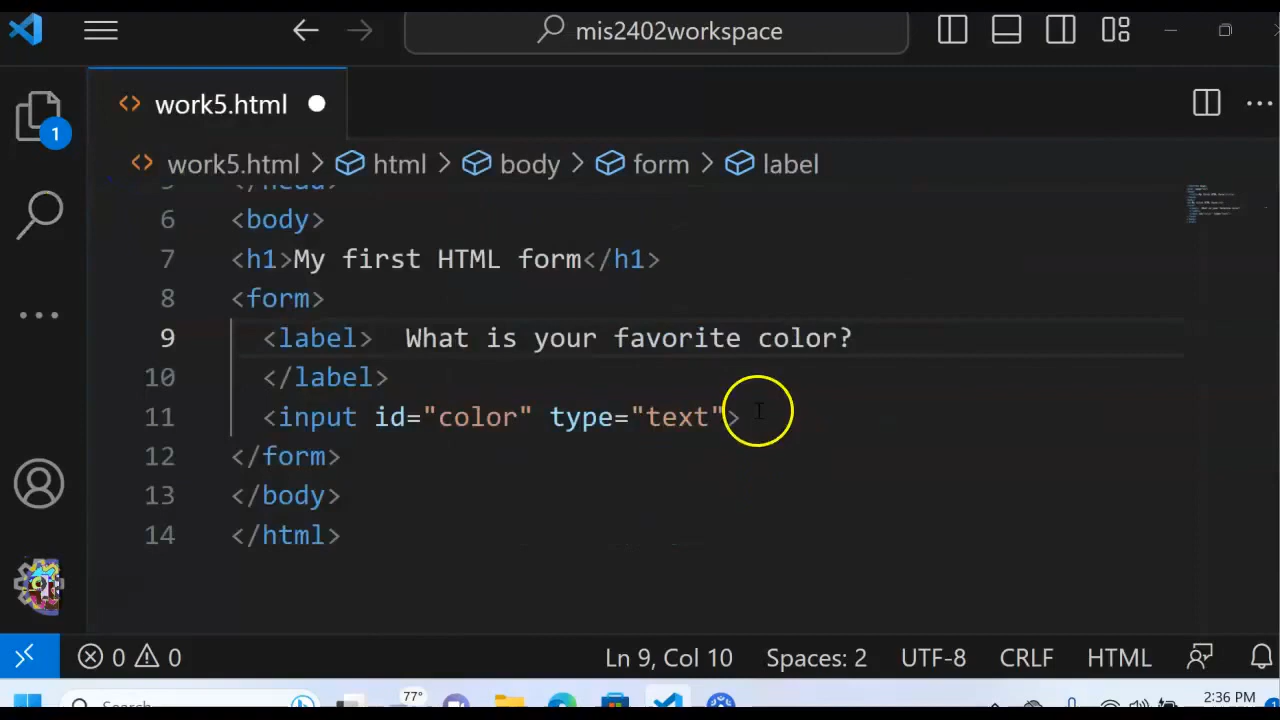 mis2402workspace
work5.html
1
work5.html > html > body > form > label
6 <body>
7 <h1>My first HTML form</h1>
8 <form>
9 <label>  What is your favorite color?
10 </label>
11 <input id="color" type="text">
12 </form>
13 </body>
14 </html>
0 0 Ln 9, Col 10 Spaces: 2 UTF-8 CRLF HTML
Search 77° 2:36 PM